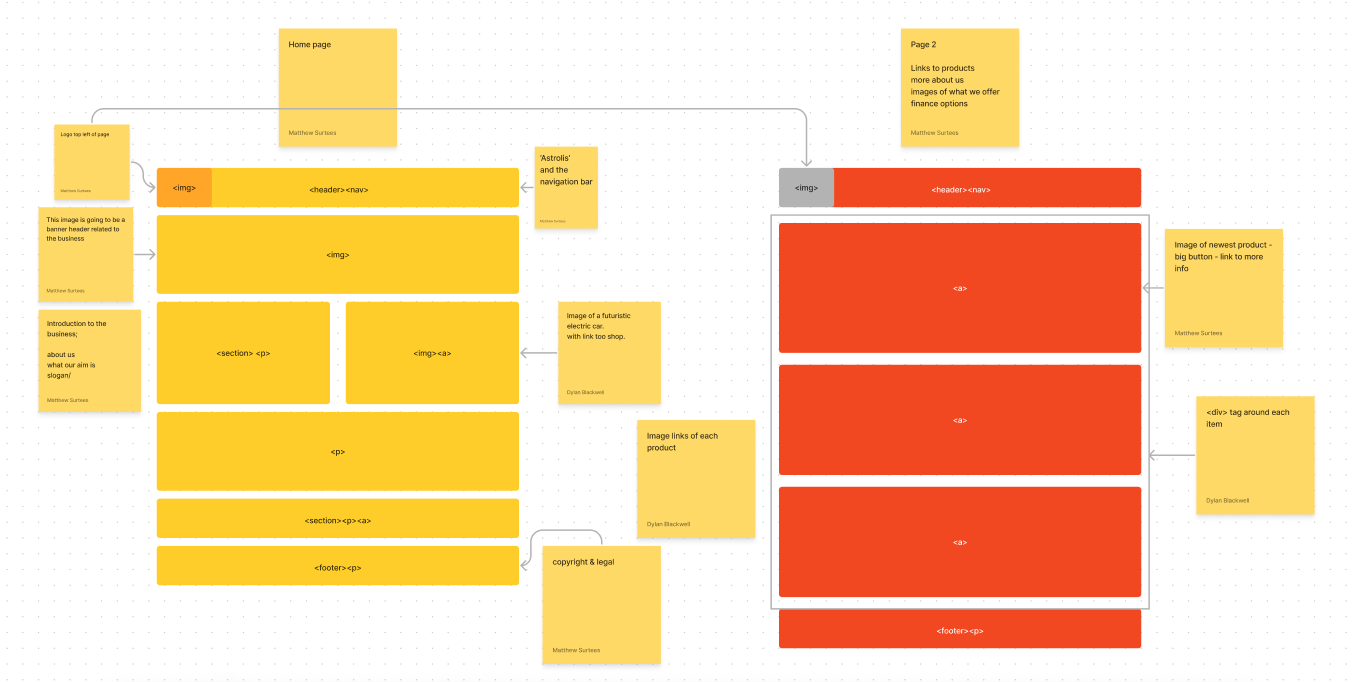 Home page
Matthew Surtees
Page 2
Links to products
more about us
images of what we offer
finance options
Matthew Surtees
Logo top left of page
Matthew Surtees
'Astrolis'
and the
navigation bar
Matthew Surtees
<img>
<header><nav>
This image is going to be a
banner header related to
the business
Matthew Surtees
<img>
Introduction to the
business;
about us
what our aim is
slogan/
Matthew Surtees
<section> <p>
<img><a>
Image of a futuristic
electric car.
with link too shop.
Dylan Blackwell
<p>
Image links of each
product
Dylan Blackwell
<section><p><a>
<footer><p>
copyright & legal
Matthew Surtees
<img>
<header><nav>
<a>
Image of newest product -
big button - link to more
info
Matthew Surtees
<a>
<div> tag around each
item
Dylan Blackwell
<a>
<footer><p>